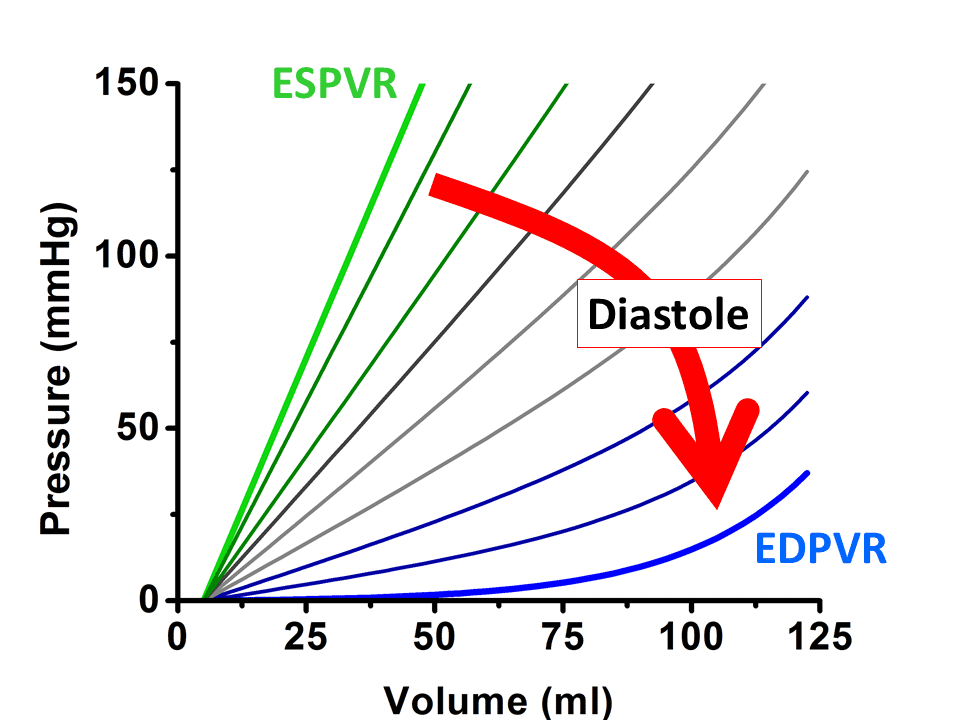 ESPVR
150
100
50
0
Pressure (mmHg)
Diastole
EDPVR
0 25 50 75 100 125
Volume (ml)